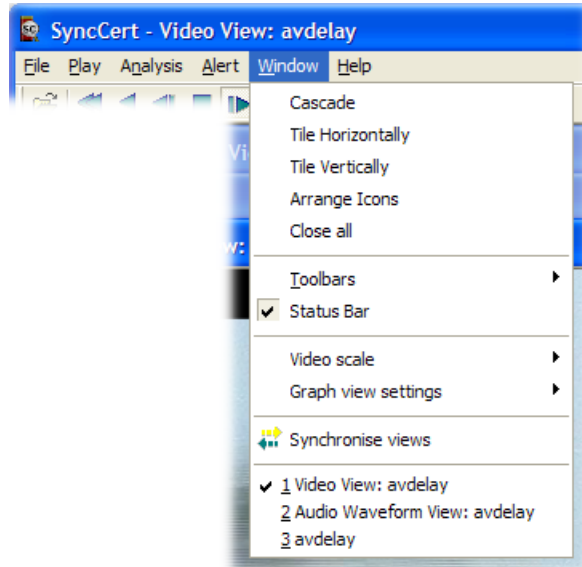 SyncCert - Video View: avdelay
File Play Analysis Alert Window Help
Cascade
Tile Horizontally
Tile Vertically
Arrange Icons
Close all
Toolbars
Status Bar
Video scale
Graph view settings
Synchronise views
1 Video View: avdelay
2 Audio Waveform View: avdelay
3 avdelay